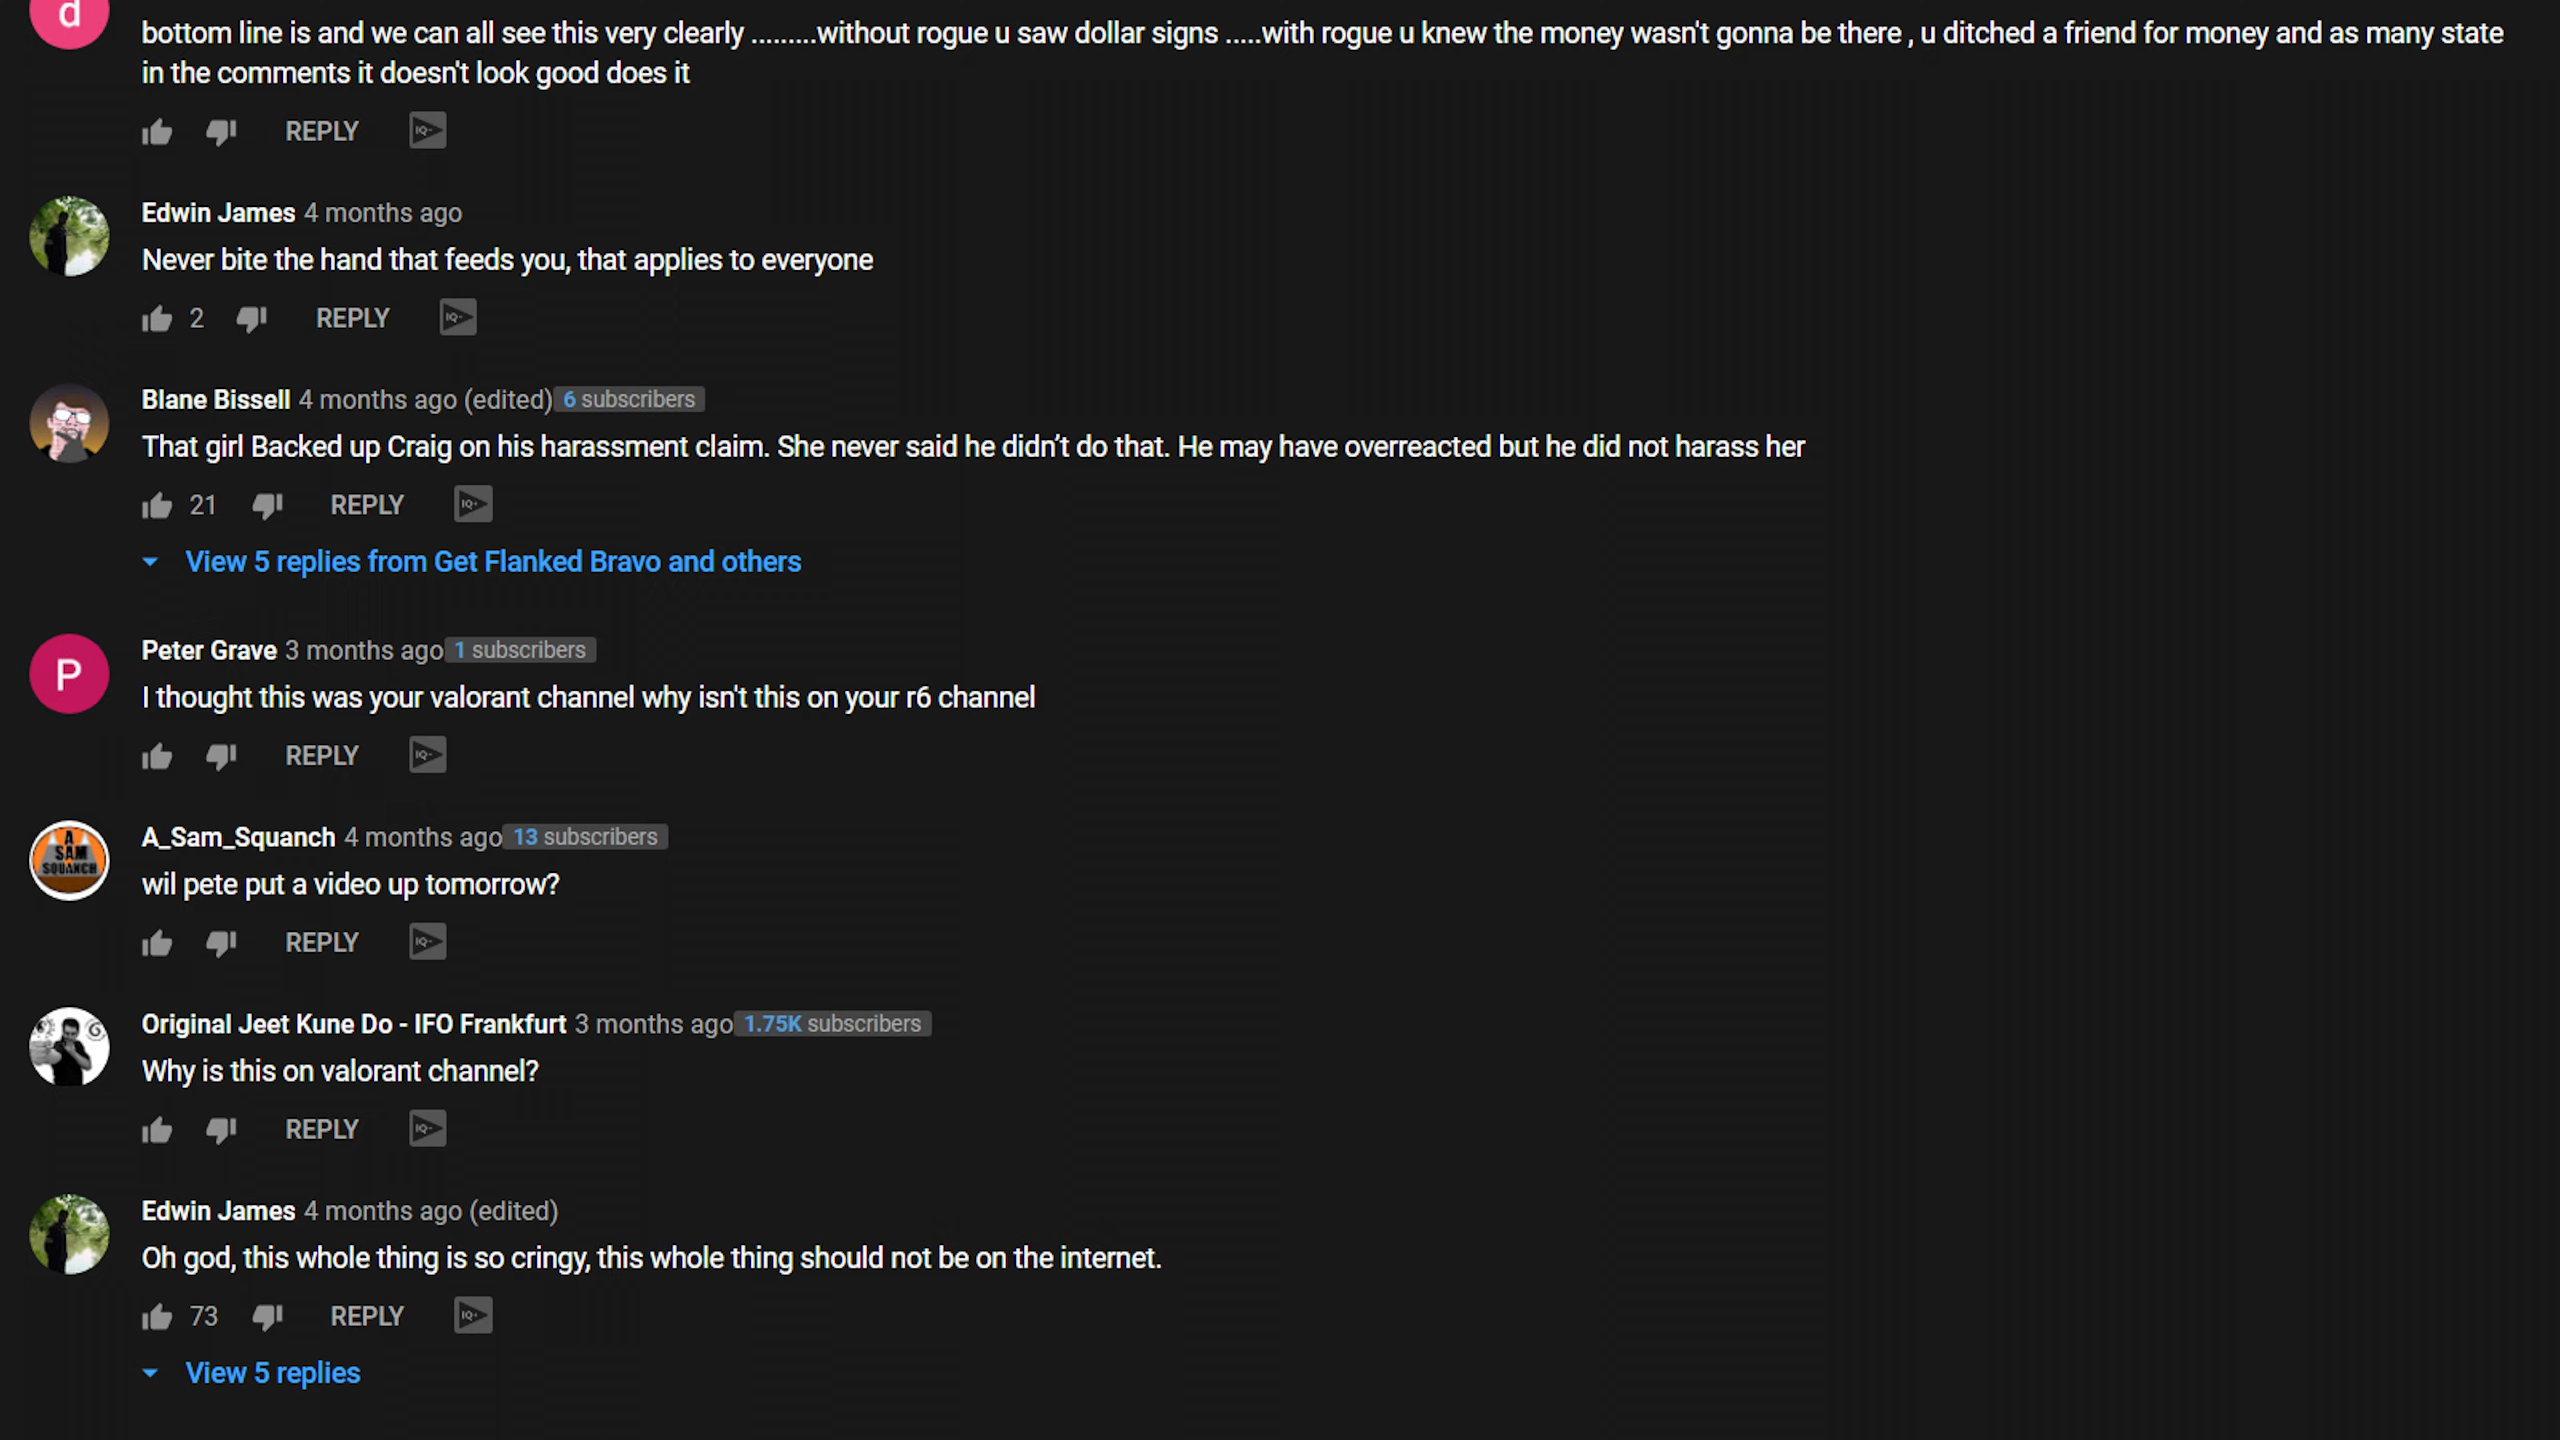 d
bottom line is and we can all see this very clearly .........without rogue u saw dollar signs .....with rogue u knew the money wasn't gonna be there , u ditched a friend for money and as many state
in the comments it doesn't look good does it
REPLY IQ
Edwin James 4 months ago
Never bite the hand that feeds you, that applies to everyone
2 REPLY IQ
Blane Bissell 4 months ago (edited) 6 subscribers
That girl Backed up Craig on his harassment claim. She never said he didn’t do that. He may have overreacted but he did not harass her
21 REPLY IQ
View 5 replies from Get Flanked Bravo and others
P
Peter Grave 3 months ago 1 subscribers
I thought this was your valorant channel why isn't this on your r6 channel
REPLY IQ
A SAM SQUANCH
A_Sam_Squanch 4 months ago 13 subscribers
wil pete put a video up tomorrow?
REPLY IQ
Original Jeet Kune Do - IFO Frankfurt 3 months ago 1.75K subscribers
Why is this on valorant channel?
REPLY IQ
Edwin James 4 months ago (edited)
Oh god, this whole thing is so cringy, this whole thing should not be on the internet.
73 REPLY IQ
View 5 replies